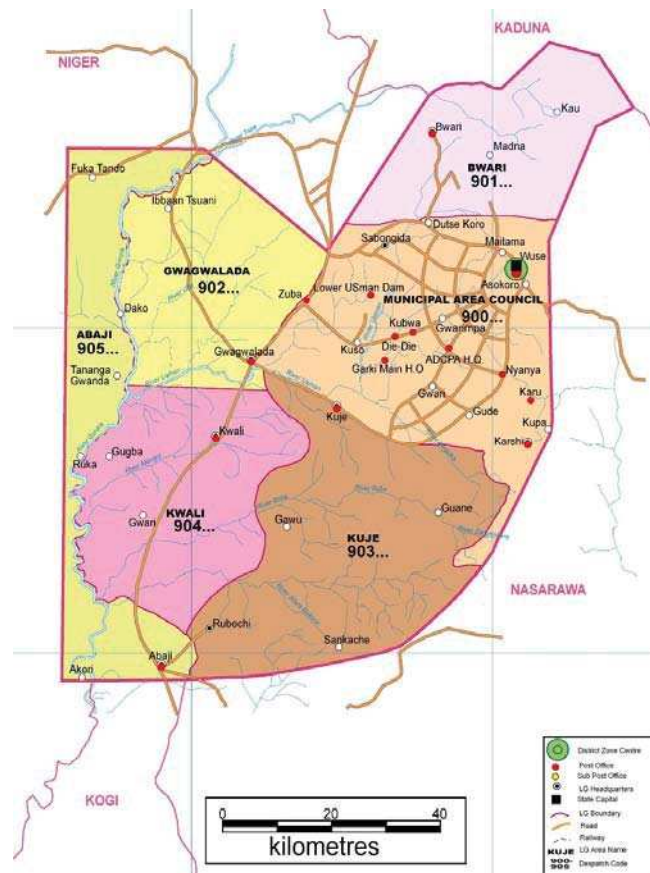 KADUNA
NIGER
Kau
Bwari
Madna
BWARI
901...
Fuka Tando
Ibbaan Tsuani
Dutse Koro
Sabongida
Maitama
Wuse
Asokoro
GWAGWALADA
902...
Zuba
Lower USman Dam
MUNICIPAL AREA COUNCIL
900...
Dako
Gwarimpa
Kubwa
Die-Die
Kuso
ABAJI
905...
Gwagwalada
Garki Main H.O
ADCPA H.Q.
Nyanya
Tananga
Gwanda
Gwari
Karu
Kuje
Gude
Kupa
Kwali
Karshi
Ruka
Gugba
KWALI
904...
Gwan
Gawu
Guane
KUJE
903...
NASARAWA
Rubochi
Sankache
Abaji
Akori
KOGI
0 20 40
kilometres
District Zone Centre
Post Office
Sub Post Office
LG Headquarters
State Capital
LG Boundary
Road
Railway
KUJE LG Area Name
900-
905 Despatch Code